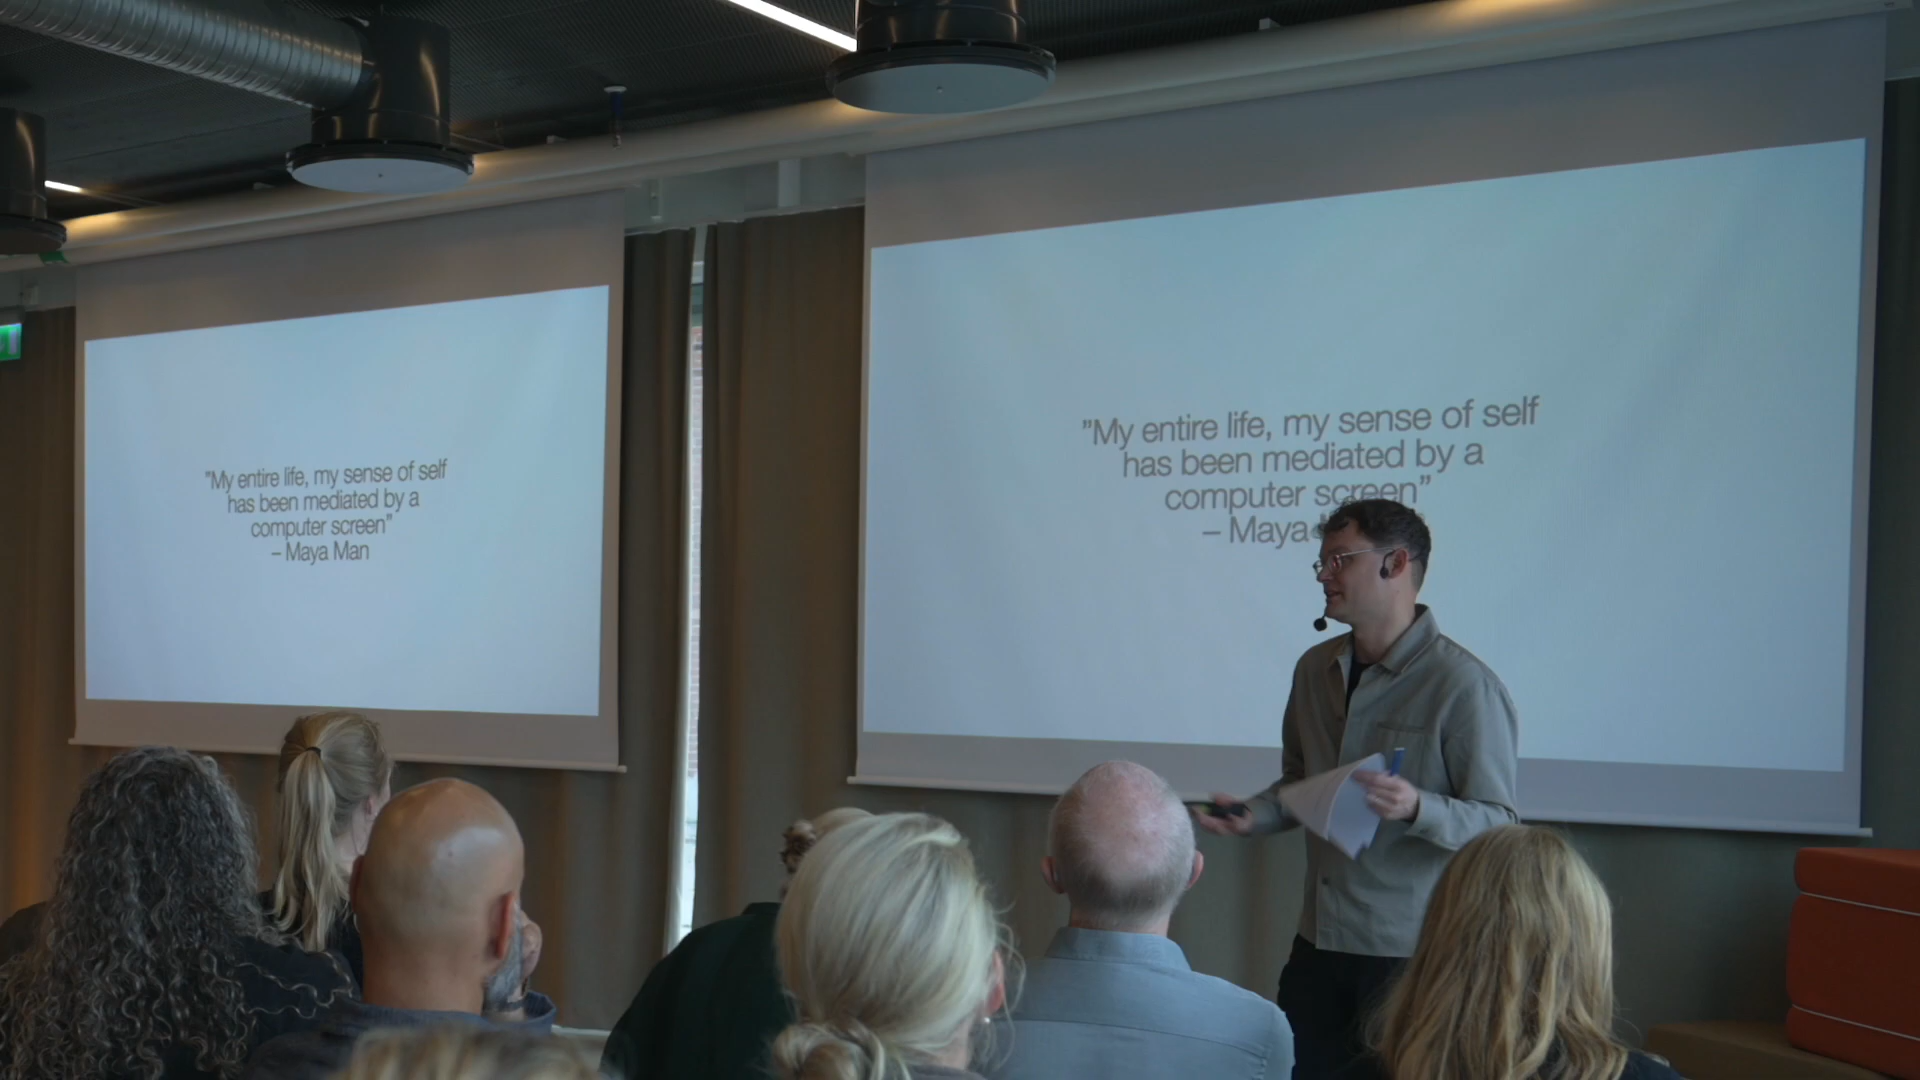 ”My entire life, my sense of self
has been mediated by a
computer screen”
– Maya Man
”My entire life, my sense of self
has been mediated by a
computer screen”
– Maya